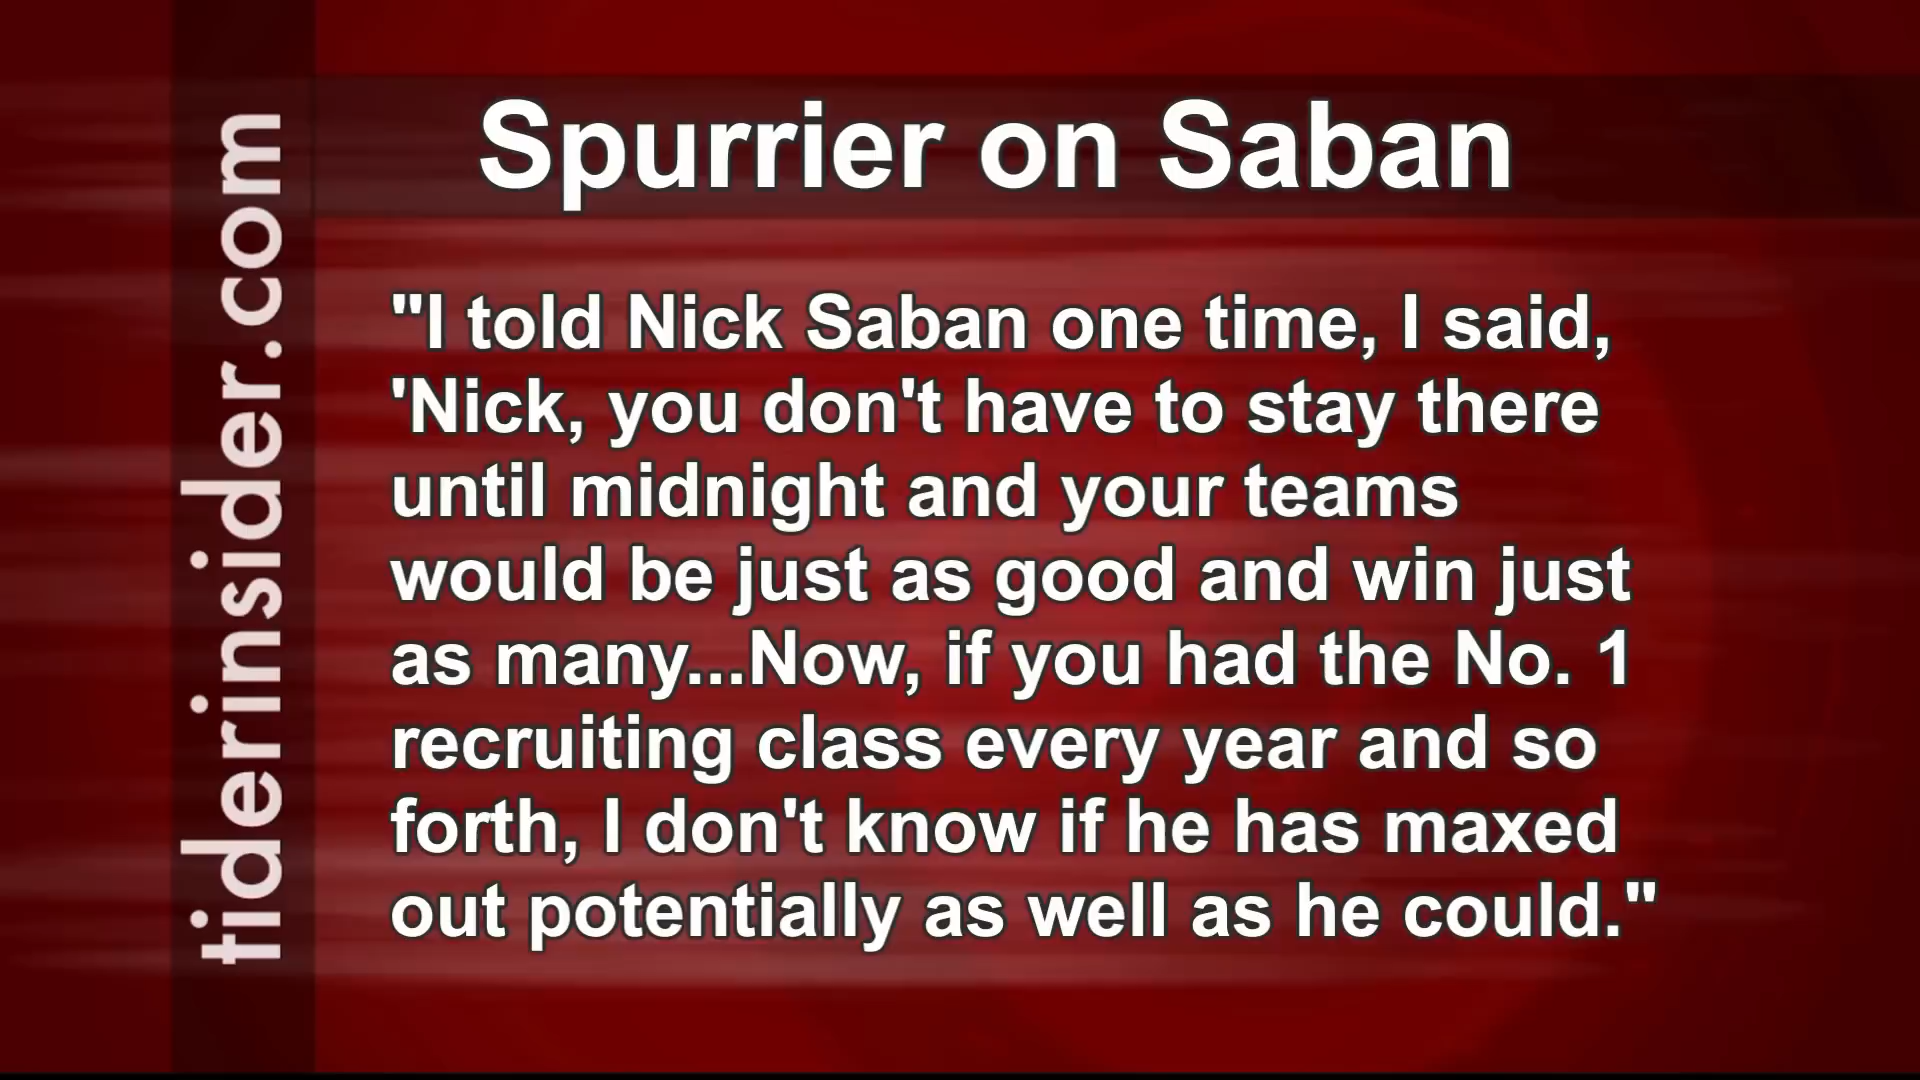 tiderinsider.com
Spurrier on Saban
"I told Nick Saban one time, I said,
'Nick, you don't have to stay there
until midnight and your teams
would be just as good and win just
as many...Now, if you had the No. 1
recruiting class every year and so
forth, I don't know if he has maxed
out potentially as well as he could."